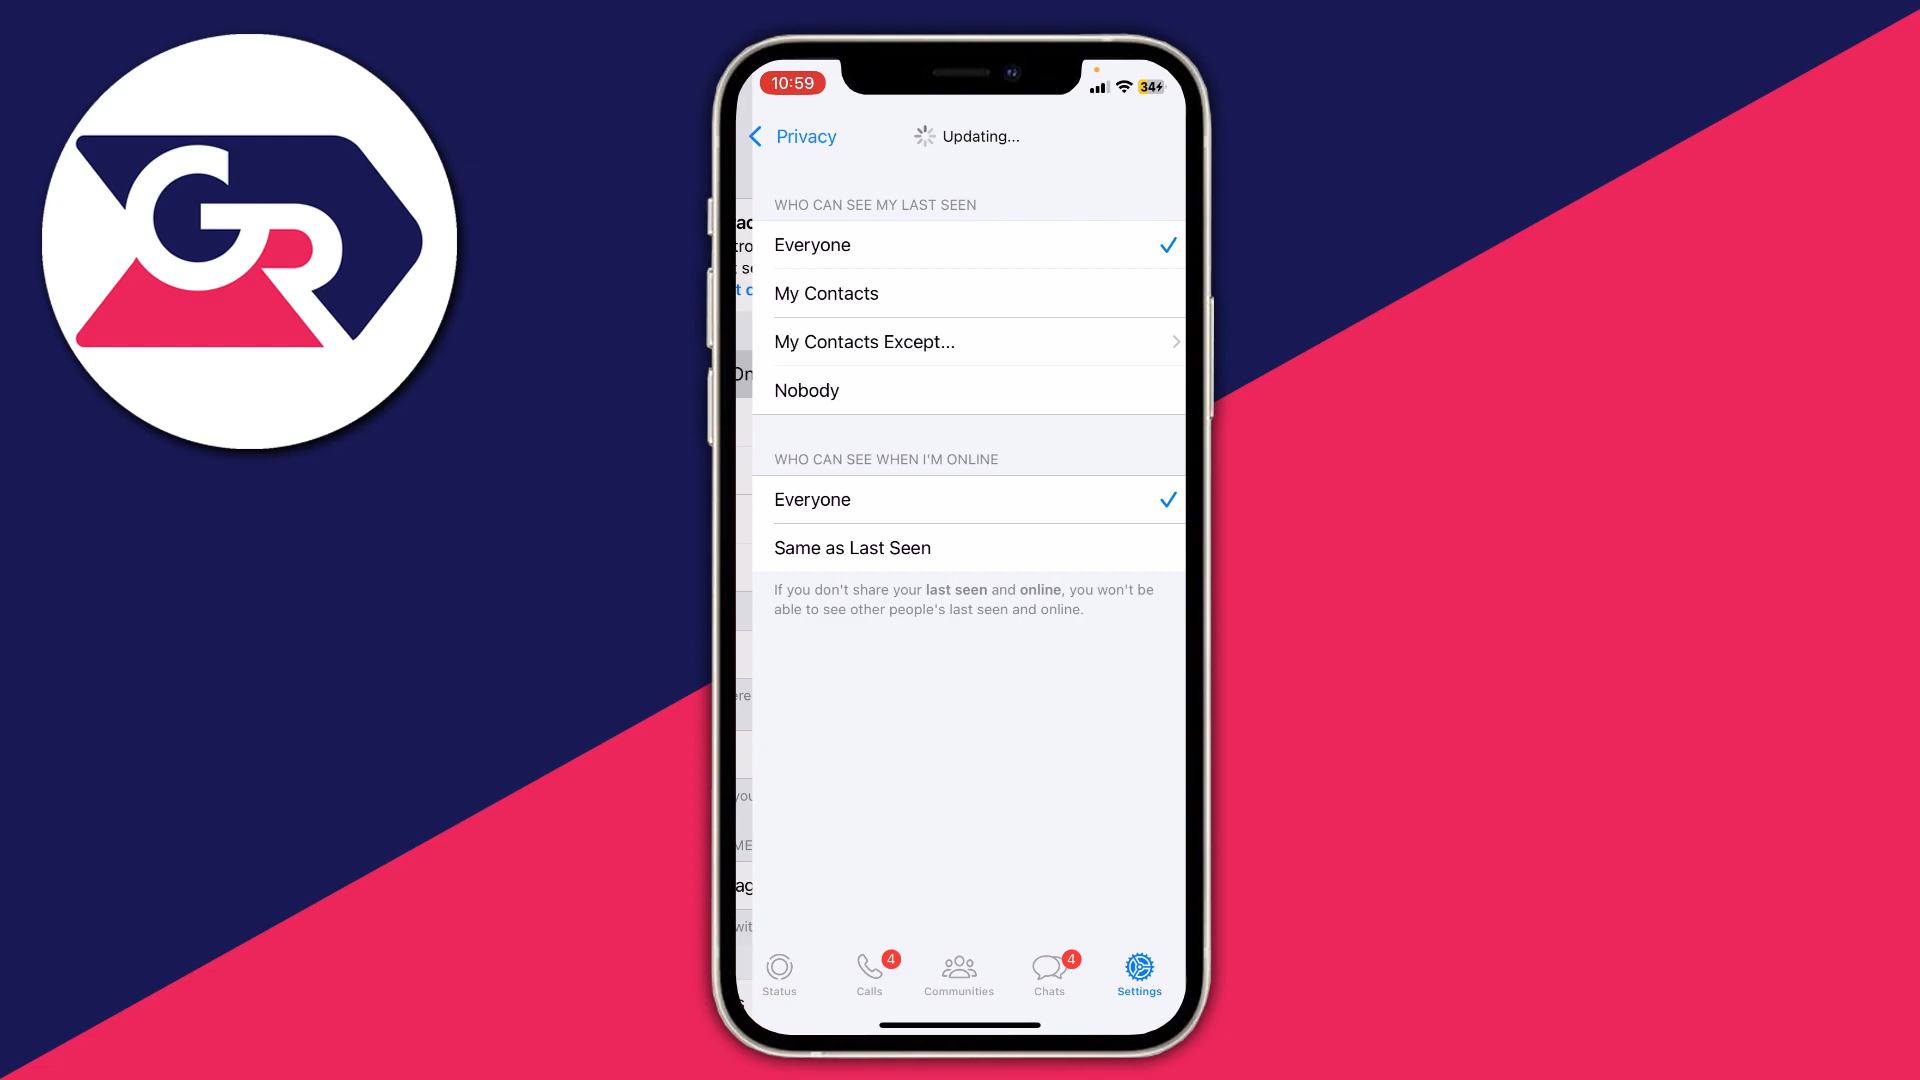 GR
10:59
34
Privacy
Updating...
WHO CAN SEE MY LAST SEEN
Everyone
My Contacts
My Contacts Except...
Nobody
WHO CAN SEE WHEN I'M ONLINE
Everyone
Same as Last Seen
If you don't share your last seen and online, you won't be
able to see other people's last seen and online.
4
4
Status
Calls
Communities
Chats
Settings